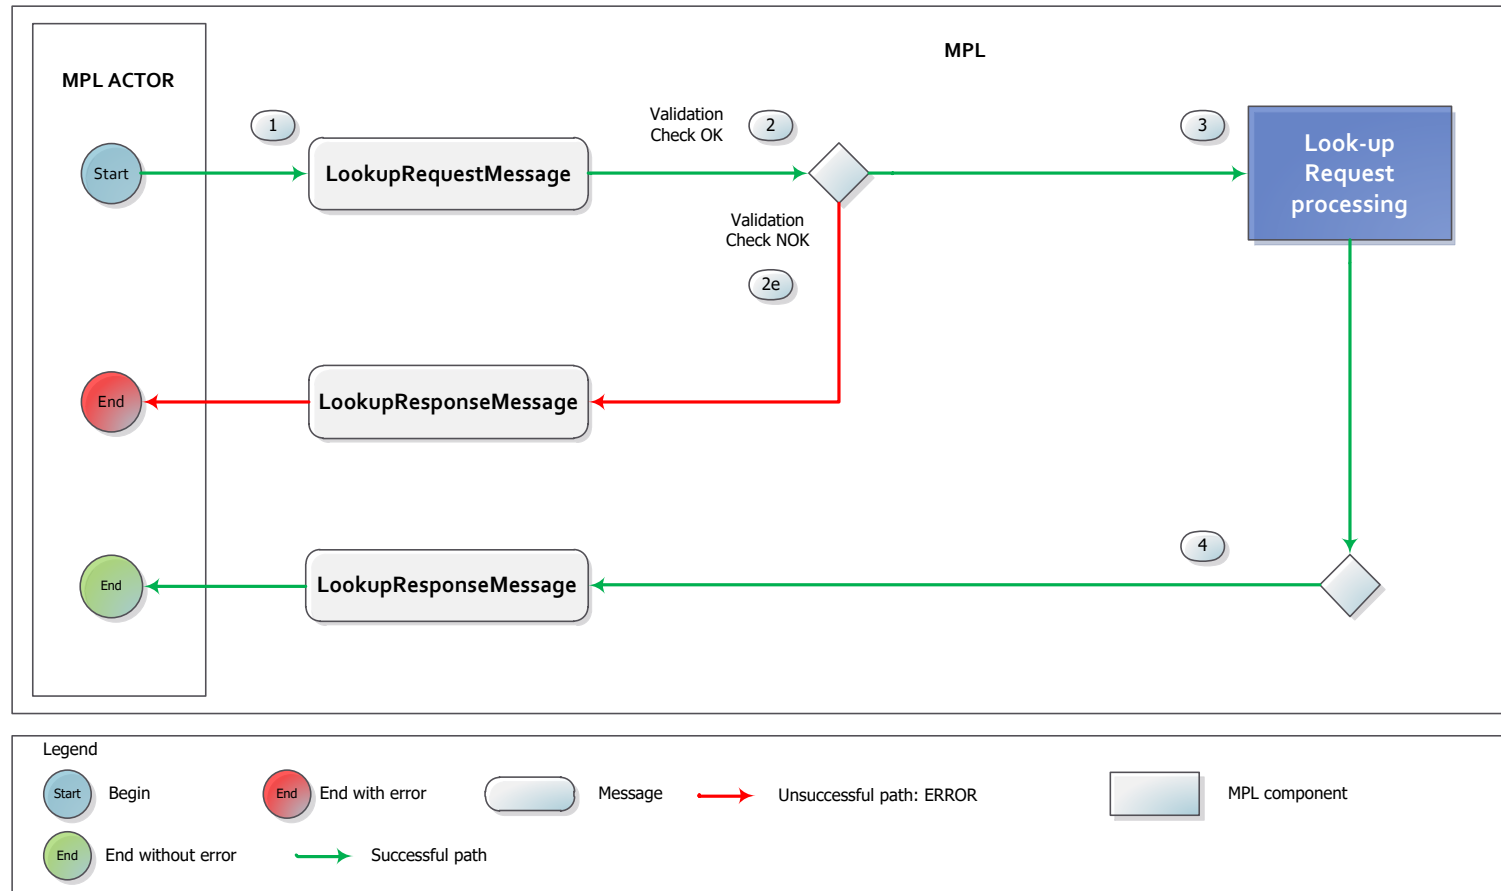 MPL
MPL ACTOR
1
Validation
Check OK
2
3
Start
LookupRequestMessage
Look-up
Request
processing
Validation
Check NOK
2e
End
LookupResponseMessage
4
End
LookupResponseMessage
Legend
Start
Begin
End
End with error
Message
Unsuccessful path: ERROR
MPL component
End
End without error
Successful path